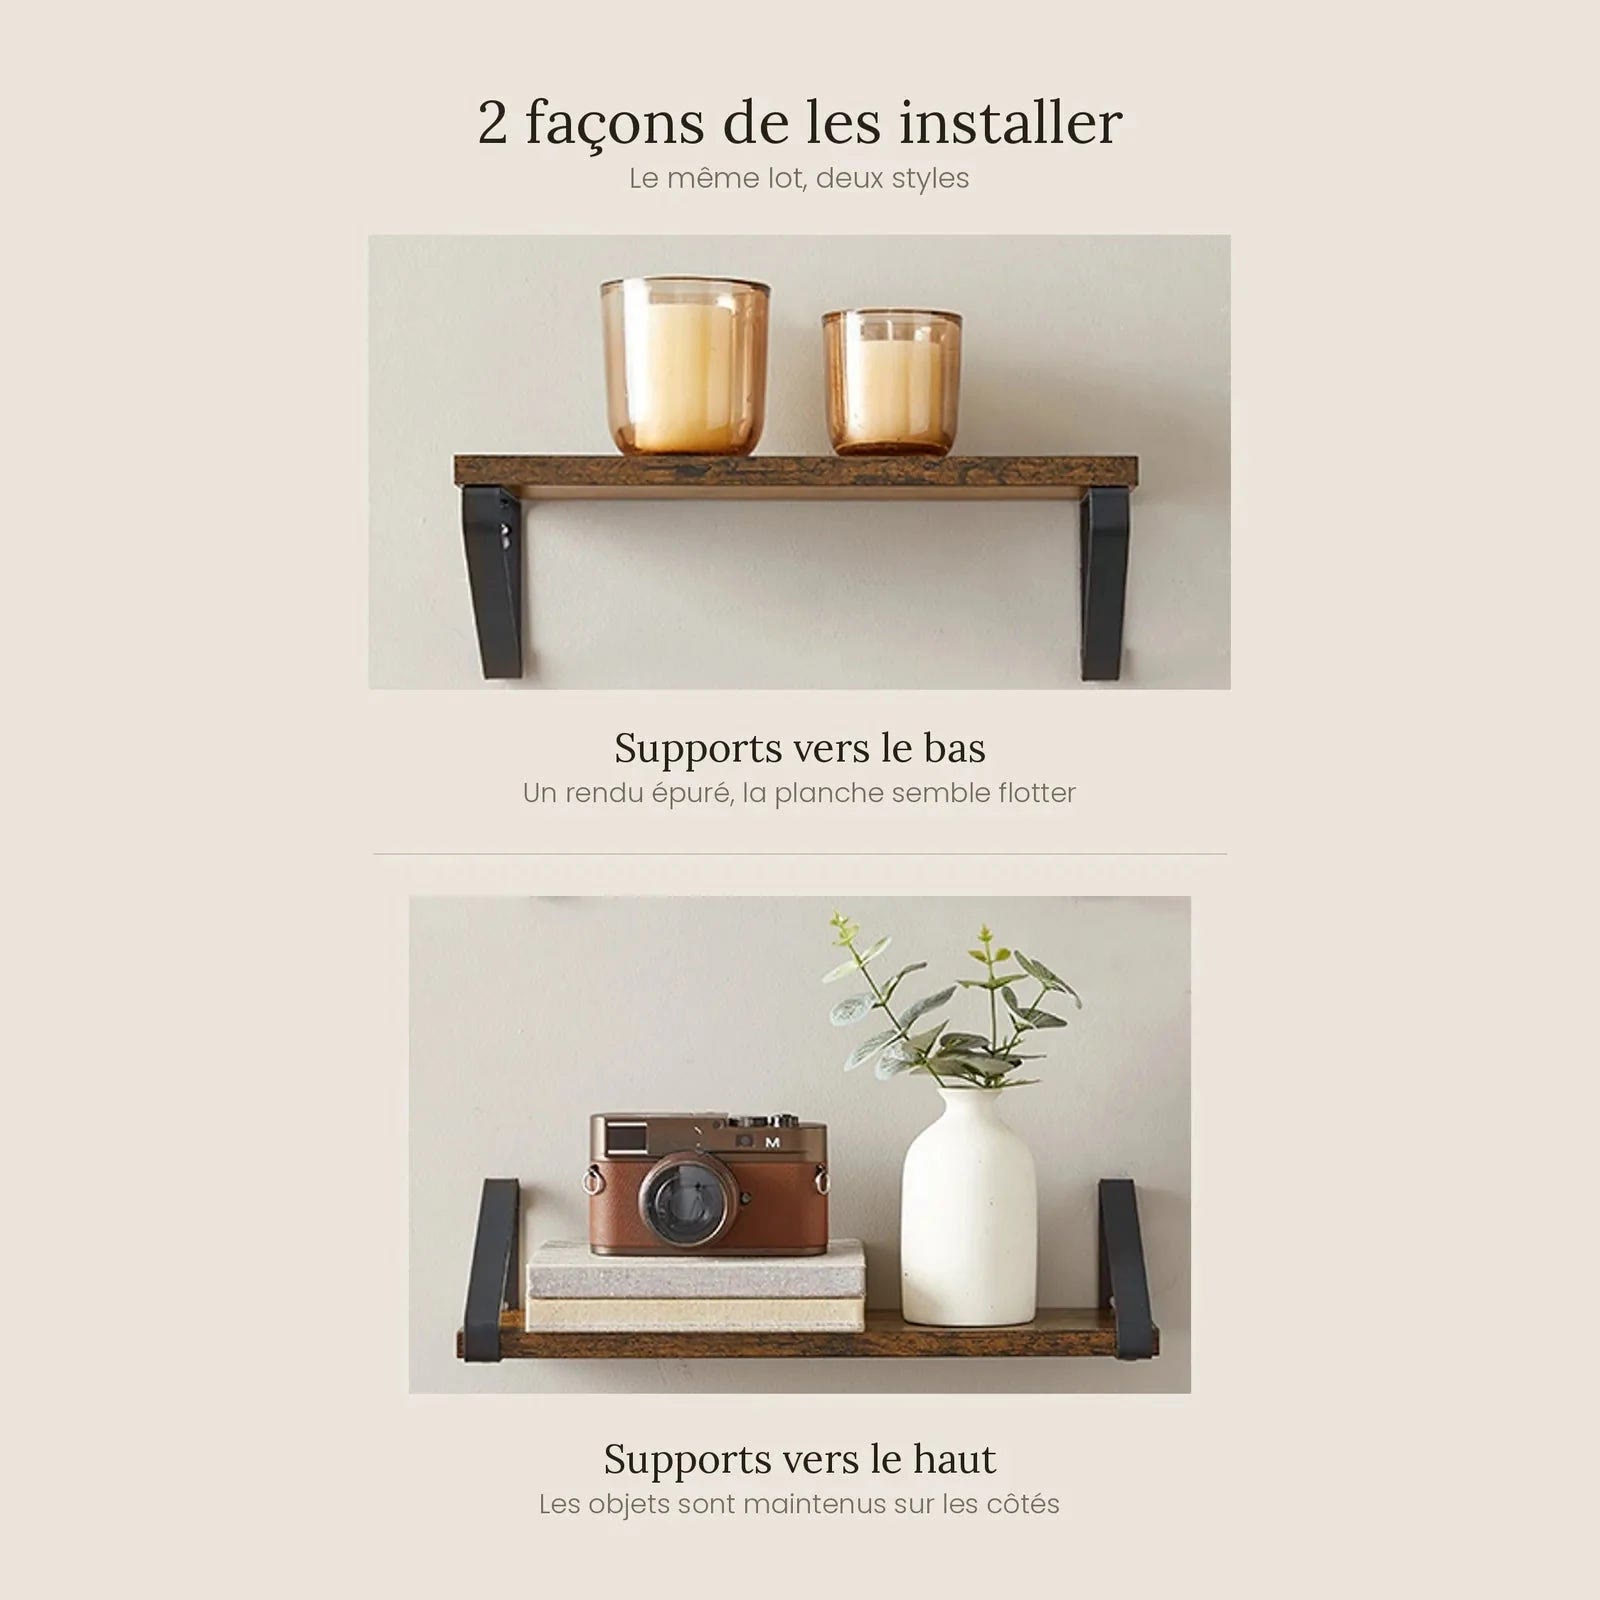 2 façons de les installer
Le même lot, deux styles
Supports vers le bas
Un rendu épuré, la planche semble flotter
M
Supports vers le haut
Les objets sont maintenus sur les côtés